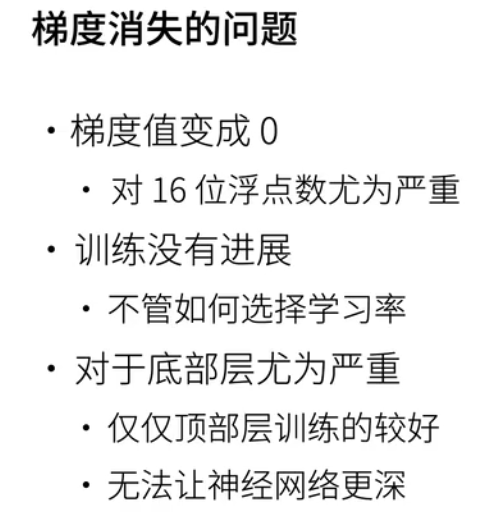 梯度消失的问题
• 梯度值变成 0
• 对 16 位浮点数尤为严重
• 训练没有进展
• 不管如何选择学习率
• 对于底部层尤为严重
• 仅仅顶部层训练的较好
• 无法让神经网络更深